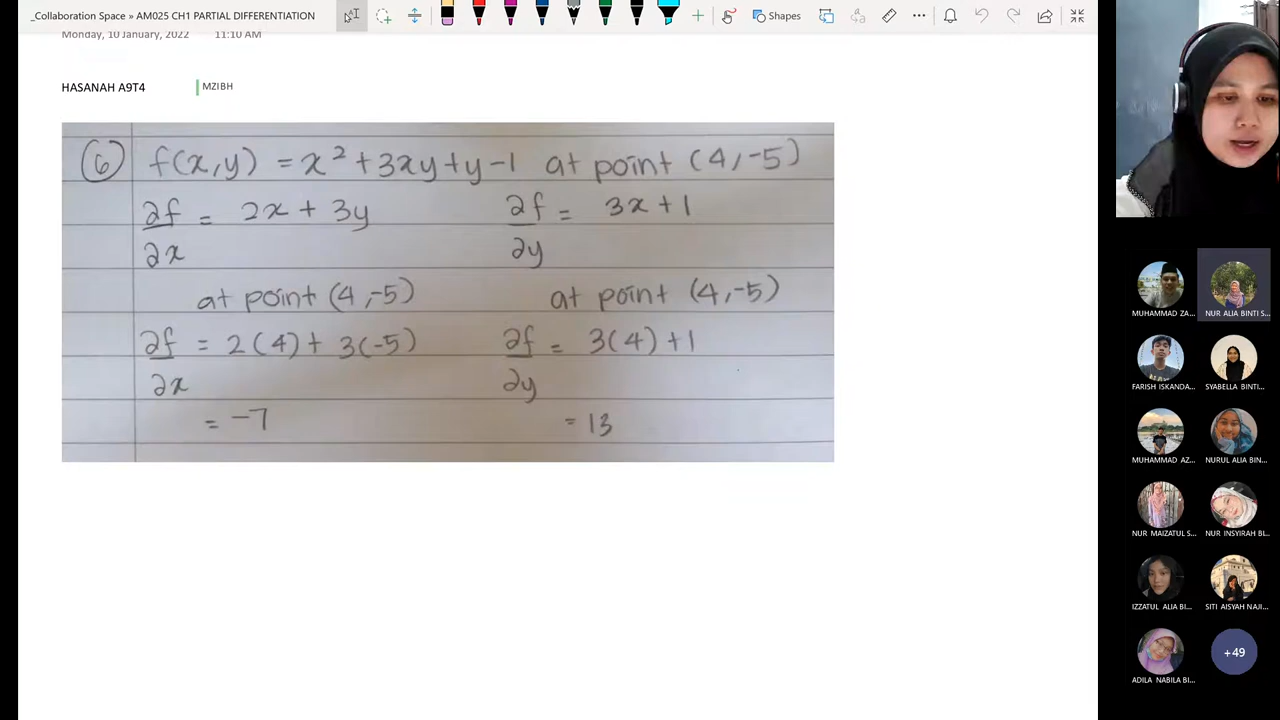 _Collaboration Space » AM025 CH1 PARTIAL DIFFERENTIATION
Shapes
Monday, 10 January, 2022 11:10 AM
HASANAH A9T4 MZIBH
6 f(x,y) = x² + 3xy + y - 1 at point (4,-5)
∂f/∂x = 2x + 3y ∂f/∂y = 3x + 1
at point (4,-5) at point (4,-5)
∂f/∂x = 2(4) + 3(-5) ∂f/∂y = 3(4) + 1
= -7 = 13
MUHAMMAD ZA... NUR ALIA BINTI S...
FARISH ISKANDA... SYABELLA BINTI...
MUHAMMAD AZ... NURUL ALIA BIN...
NUR MAIZATUL S... NUR INSYIRAH BI...
IZZATUL ALIA BI... SITI AISYAH NAJI...
ADILA NABILA BI... +49